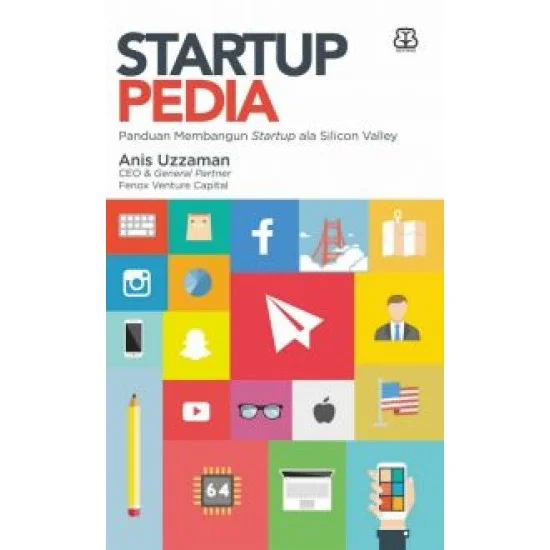 STARTUP
PEDIA
Panduan Membangun Startup ala Silicon Valley
Anis Uzzaman
CEO & General Partner
Fenox Venture Capital
64